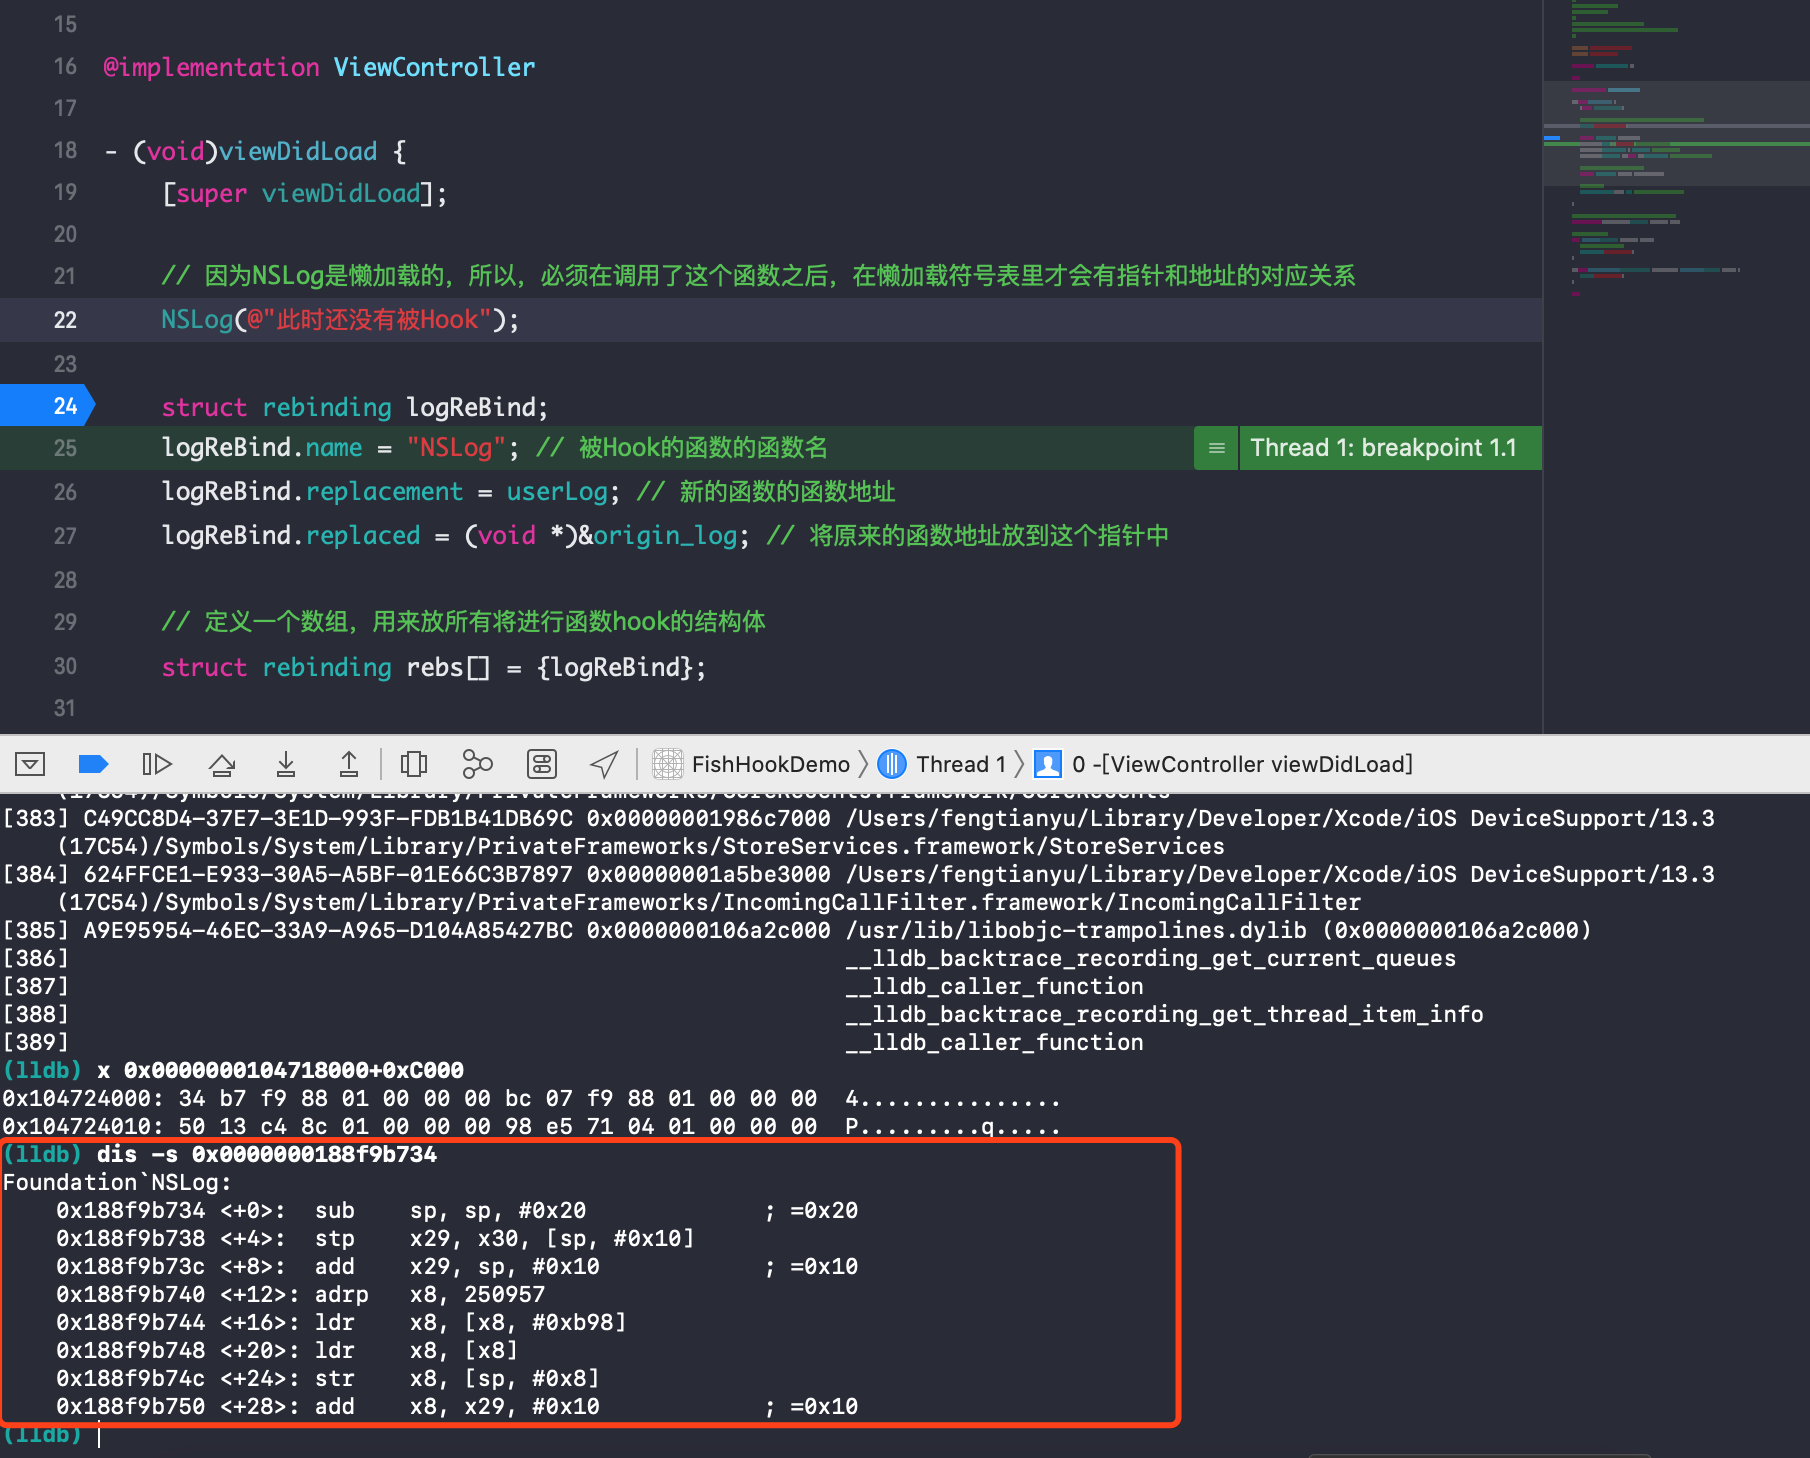 15
16 @implementation ViewController
17
18 - (void)viewDidLoad {
19 [super viewDidLoad];
20
21 // 因为NSLog是懒加载的，所以，必须在调用了这个函数之后，在懒加载符号表里才会有指针和地址的对应关系
22 NSLog(@"此时还没有被Hook");
23
24 struct rebinding logReBind;
25 logReBind.name = "NSLog"; // 被Hook的函数的函数名 Thread 1: breakpoint 1.1
26 logReBind.replacement = userLog; // 新的函数的函数地址
27 logReBind.replaced = (void *)&origin_log; // 将原来的函数地址放到这个指针中
28
29 // 定义一个数组，用来放所有将进行函数hook的结构体
30 struct rebinding rebs[] = {logReBind};
31
FishHookDemo 〉 Thread 1 〉 0 -[ViewController viewDidLoad]
(17C54)/Symbols/System/Library/PrivateFrameworks/CoreRecents.framework/CoreRecents
[383] C49CC8D4-37E7-3E1D-993F-FDB1B41DB69C 0x00000001986c7000 /Users/fengtianyu/Library/Developer/Xcode/iOS DeviceSupport/13.3
(17C54)/Symbols/System/Library/PrivateFrameworks/StoreServices.framework/StoreServices
[384] 624FFCE1-E933-30A5-A5BF-01E66C3B7897 0x00000001a5be3000 /Users/fengtianyu/Library/Developer/Xcode/iOS DeviceSupport/13.3
(17C54)/Symbols/System/Library/PrivateFrameworks/IncomingCallFilter.framework/IncomingCallFilter
[385] A9E95954-46EC-33A9-A965-D104A85427BC 0x0000000106a2c000 /usr/lib/libobjc-trampolines.dylib (0x0000000106a2c000)
[386] __lldb_backtrace_recording_get_current_queues
[387] __lldb_caller_function
[388] __lldb_backtrace_recording_get_thread_item_info
[389] __lldb_caller_function
(lldb) x 0x0000000104718000+0xC000
0x104724000: 34 b7 f9 88 01 00 00 00 bc 07 f9 88 01 00 00 00 4...............
0x104724010: 50 13 c4 8c 01 00 00 00 98 e5 71 04 01 00 00 00 P.........q.....
(lldb) dis -s 0x0000000188f9b734
Foundation`NSLog:
0x188f9b734 <+0>: sub sp, sp, #0x20 ; =0x20
0x188f9b738 <+4>: stp x29, x30, [sp, #0x10]
0x188f9b73c <+8>: add x29, sp, #0x10 ; =0x10
0x188f9b740 <+12>: adrp x8, 250957
0x188f9b744 <+16>: ldr x8, [x8, #0xb98]
0x188f9b748 <+20>: ldr x8, [x8]
0x188f9b74c <+24>: str x8, [sp, #0x8]
0x188f9b750 <+28>: add x8, x29, #0x10 ; =0x10
(lldb)